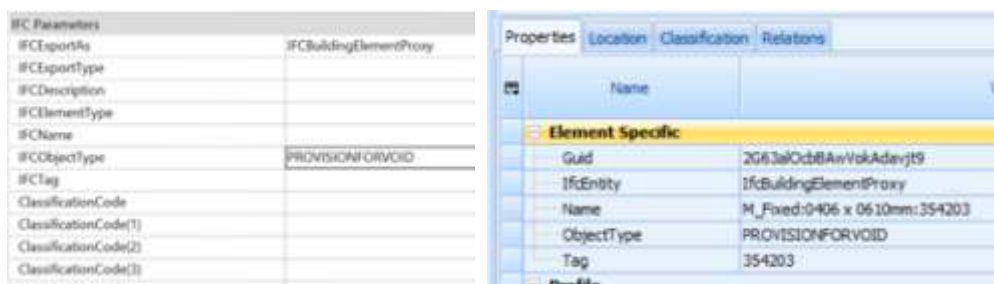 IFC Parameters
IFCExportAs IFCBuildingElementProxy
IFCExportType
IFCDescription
IFCElementType
IFCName
IFCObjectType PROVISIONFORVOID
IFCTag
ClassificationCode
ClassificationCode(1)
ClassificationCode(2)
ClassificationCode(3)
Properties Location Classification Relations
Name
Element Specific
Guid
IfcEntity IfcBuildingElementProxy
Name M_Fixed:0406 x 0610mm:354203
ObjectType PROVISIONFORVOID
Tag 354203
Profile